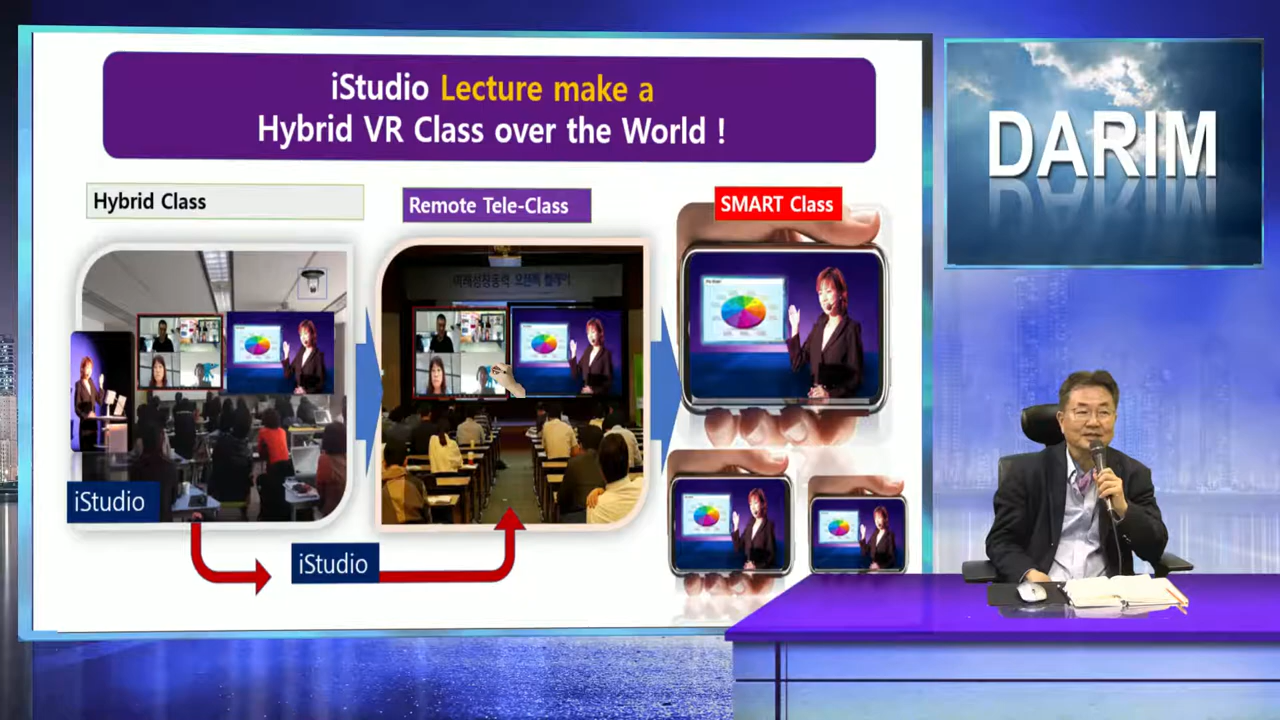 iStudio Lecture make a
Hybrid VR Class over the World !
DARIM
Hybrid Class
Remote Tele-Class
SMART Class
iStudio
iStudio